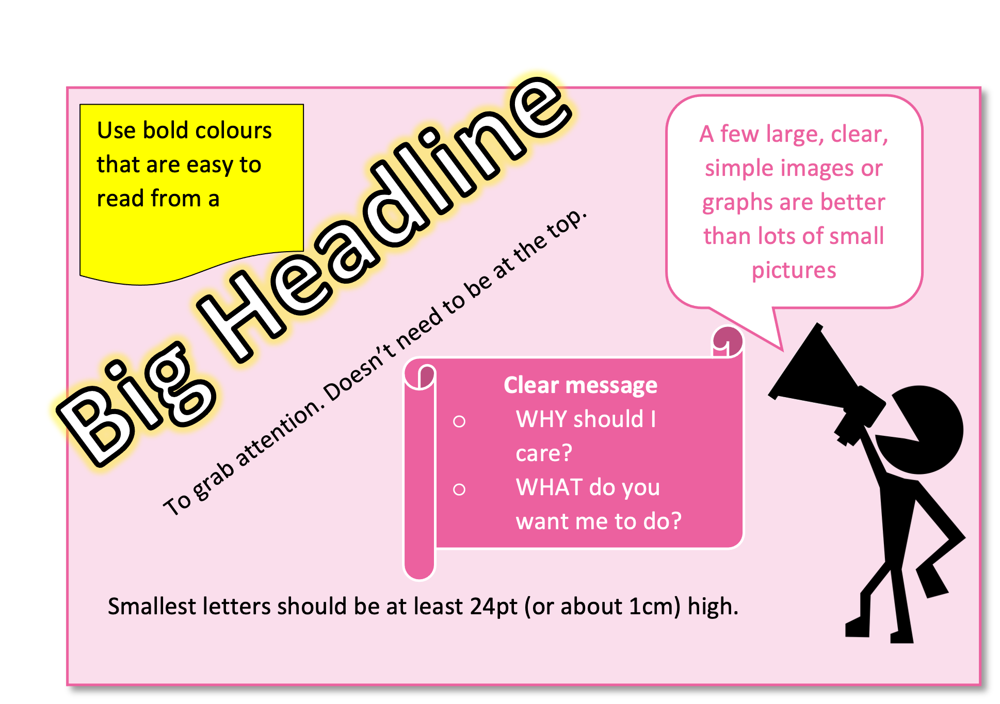 Use bold colours
that are easy to
read from a
Big Headline
To grab attention. Doesn’t need to be at the top.
A few large, clear,
simple images or
graphs are better
than lots of small
pictures
Clear message
○ WHY should I
care?
○ WHAT do you
want me to do?
Smallest letters should be at least 24pt (or about 1cm) high.